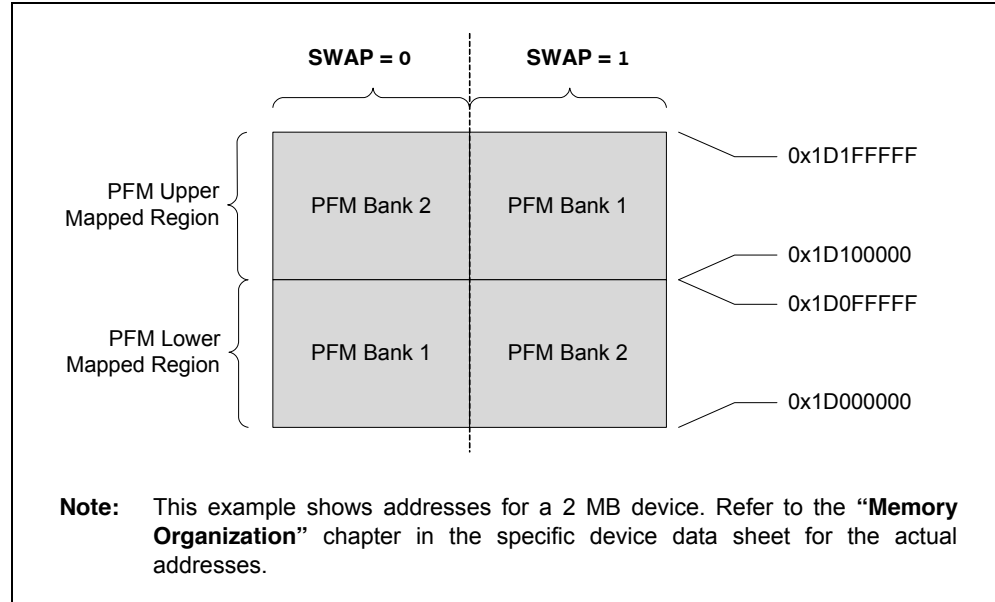 SWAP = 0
SWAP = 1
0x1D1FFFFF
PFM Upper
Mapped Region
PFM Bank 2
PFM Bank 1
0x1D100000
0x1D0FFFFF
PFM Lower
Mapped Region
PFM Bank 1
PFM Bank 2
0x1D000000
Note: This example shows addresses for a 2 MB device. Refer to the “Memory
Organization” chapter in the specific device data sheet for the actual
addresses.